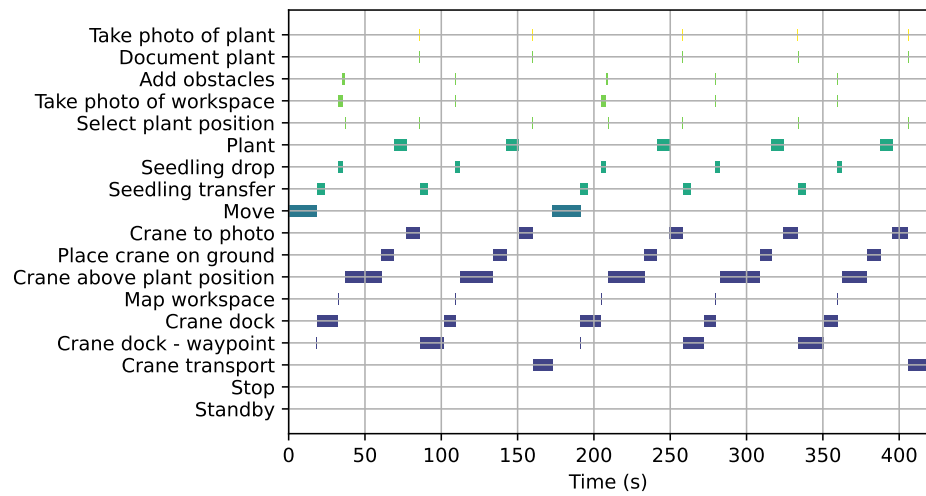 Take photo of plant
Document plant
Add obstacles
Take photo of workspace
Select plant position
Plant
Seedling drop
Seedling transfer
Move
Crane to photo
Place crane on ground
Crane above plant position
Map workspace
Crane dock
Crane dock - waypoint
Crane transport
Stop
Standby
0 50 100 150 200 250 300 350 400
Time (s)